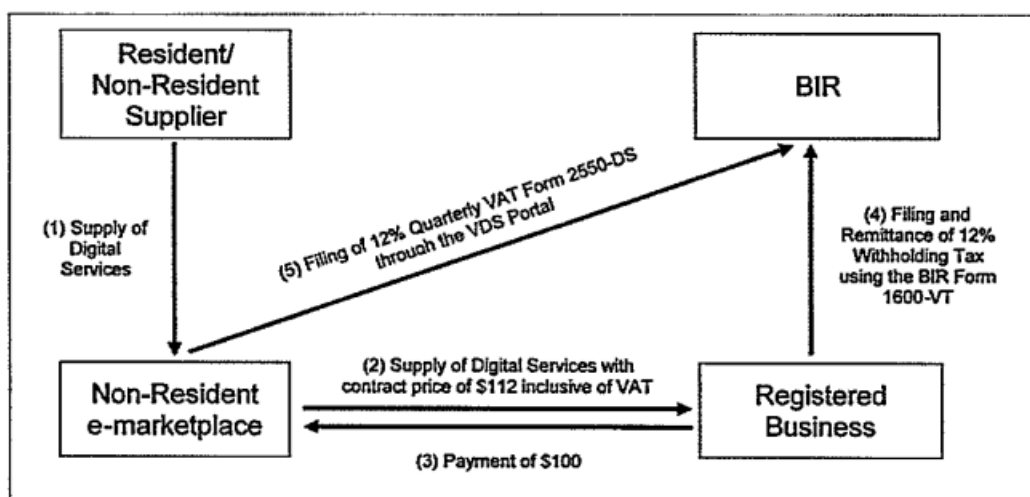 Resident/
Non-Resident
Supplier
BIR
(1) Supply of
Digital
Services
(5) Filing of 12% Quarterly VAT Form 2550-DS
through the VDS Portal
(4) Filing and
Remittance of 12%
Withholding Tax
using the BIR Form
1600-VT
(2) Supply of Digital Services with
contract price of $112 inclusive of VAT
Non-Resident
e-marketplace
Registered
Business
(3) Payment of $100